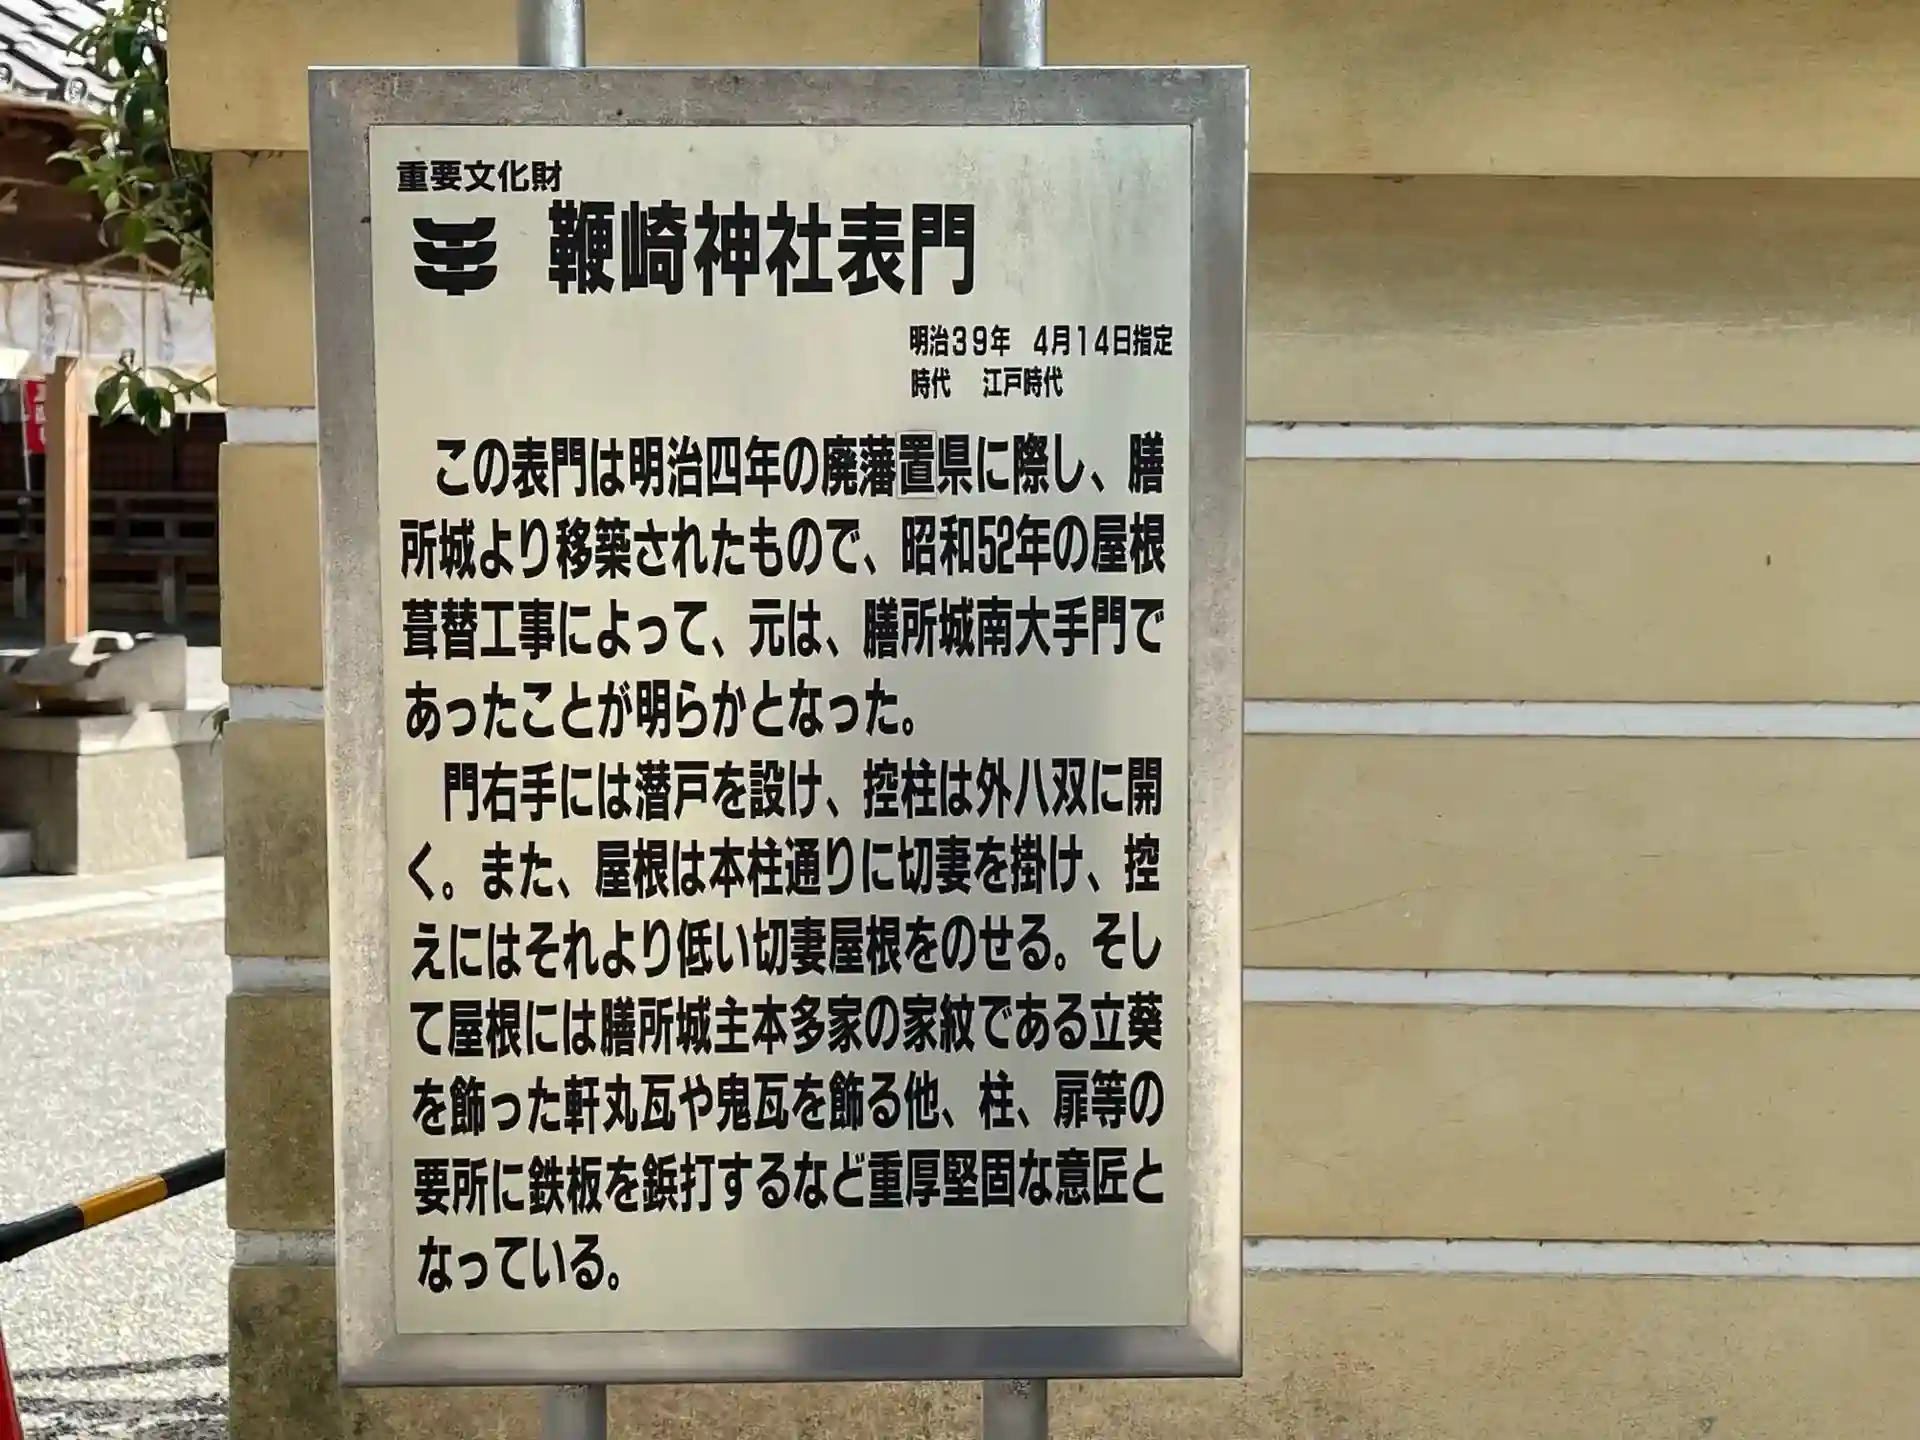 重要文化財
鞭崎神社表門
明治39年　4月14日指定
時代　江戸時代
この表門は明治四年の廃藩置県に際し、膳
所城より移築されたもので、昭和52年の屋根
葺替工事によって、元は、膳所城南大手門で
あったことが明らかとなった。
門右手には潜戸を設け、控柱は外八双に開
く。また、屋根は本柱通りに切妻を掛け、控
えにはそれより低い切妻屋根をのせる。そし
て屋根には膳所城主本多家の家紋である立葵
を飾った軒丸瓦や鬼瓦を飾る他、柱、扉等の
要所に鉄板を鋲打するなど重厚堅固な意匠と
なっている。